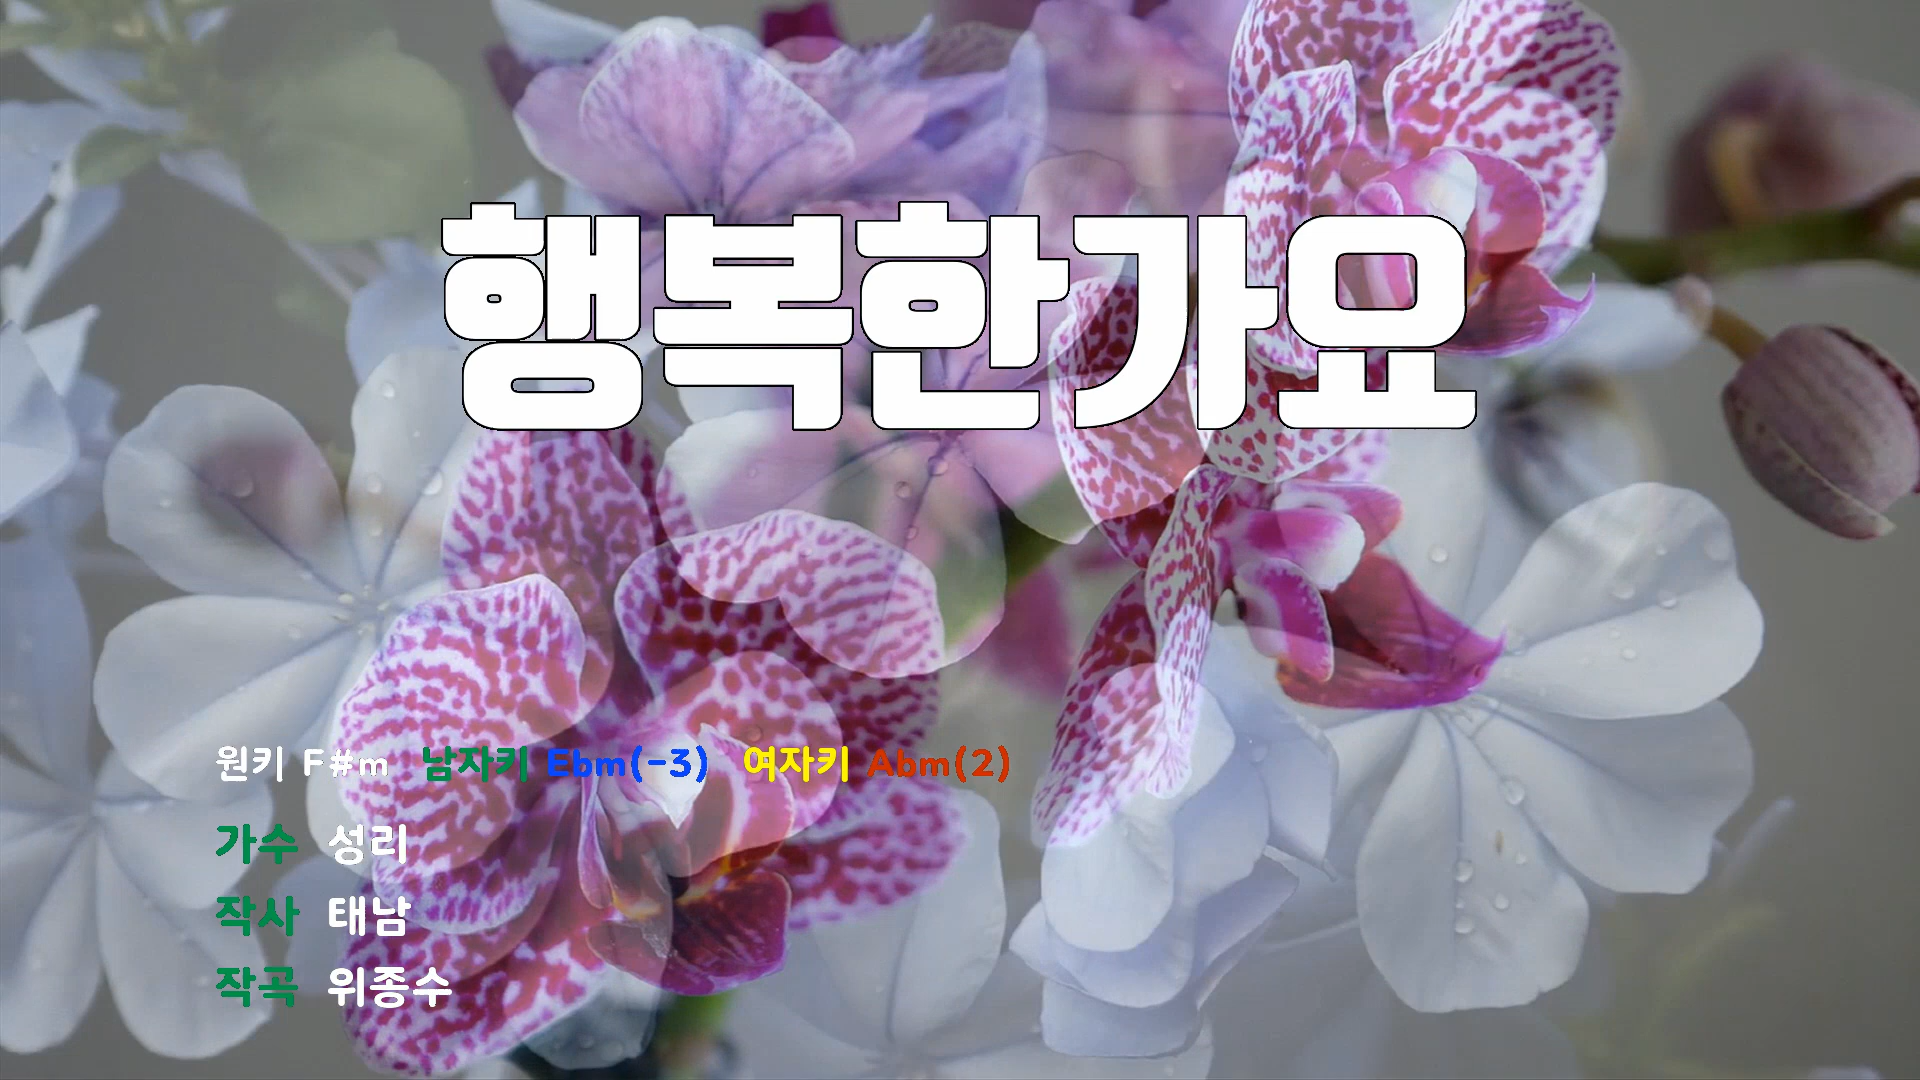 행복한가요
원키 F#m 남자키 Ebm(-3) 여자키 Abm(2)
가수 성리
작사 태남
작곡 위종수